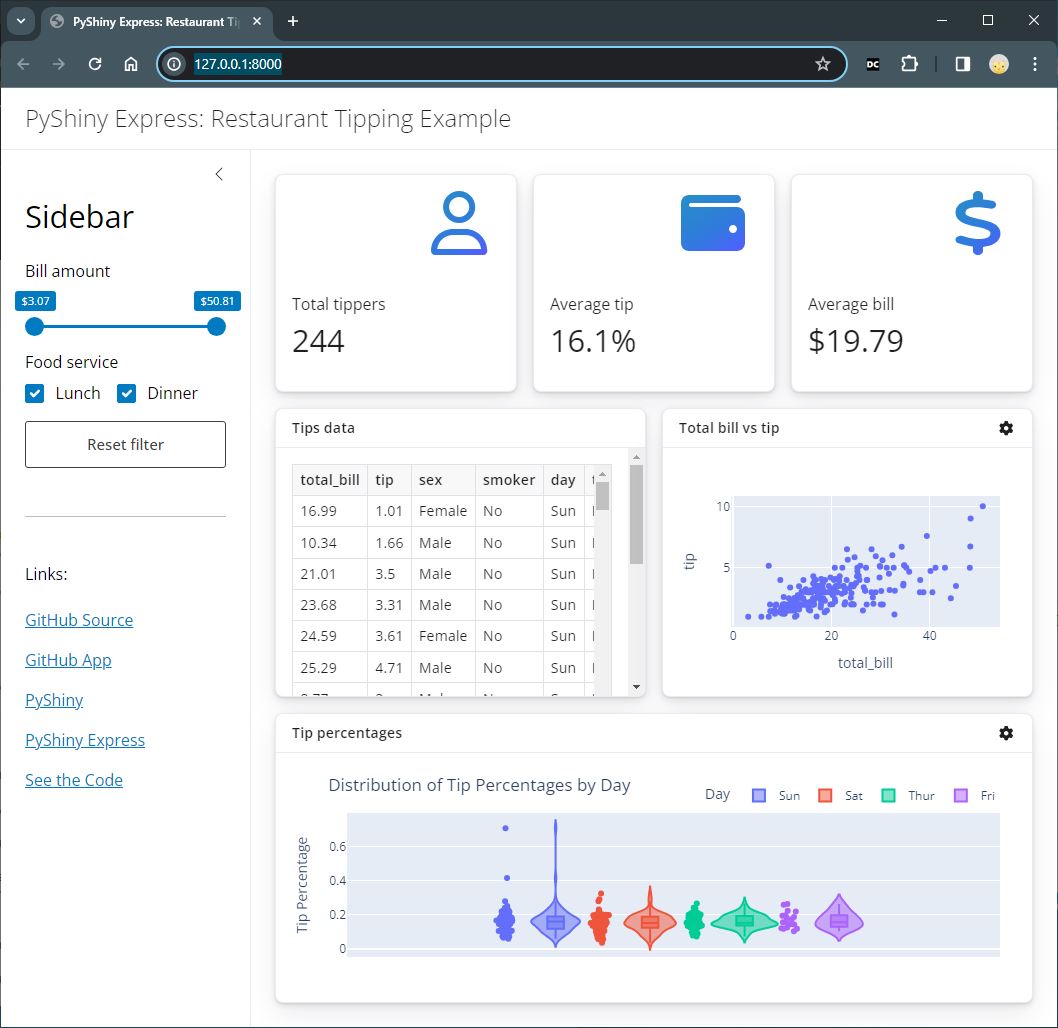 PyShiny Express: Restaurant Ti
127.0.0.1:8000
DC
PyShiny Express: Restaurant Tipping Example
Sidebar
Bill amount
$3.07 $50.81
Food service
Lunch Dinner
Reset filter
Links:
GitHub Source
GitHub App
PyShiny
PyShiny Express
See the Code
Total tippers
244
Average tip
16.1%
Average bill
$19.79
Tips data
total_bill tip sex smoker day
16.99 1.01 Female No Sun
10.34 1.66 Male No Sun
21.01 3.5 Male No Sun
23.68 3.31 Male No Sun
24.59 3.61 Female No Sun
25.29 4.71 Male No Sun
Total bill vs tip
10
5
tip
0 20 40
total_bill
Tip percentages
Distribution of Tip Percentages by Day
Day Sun Sat Thur Fri
Tip Percentage
0.6
0.4
0.2
0